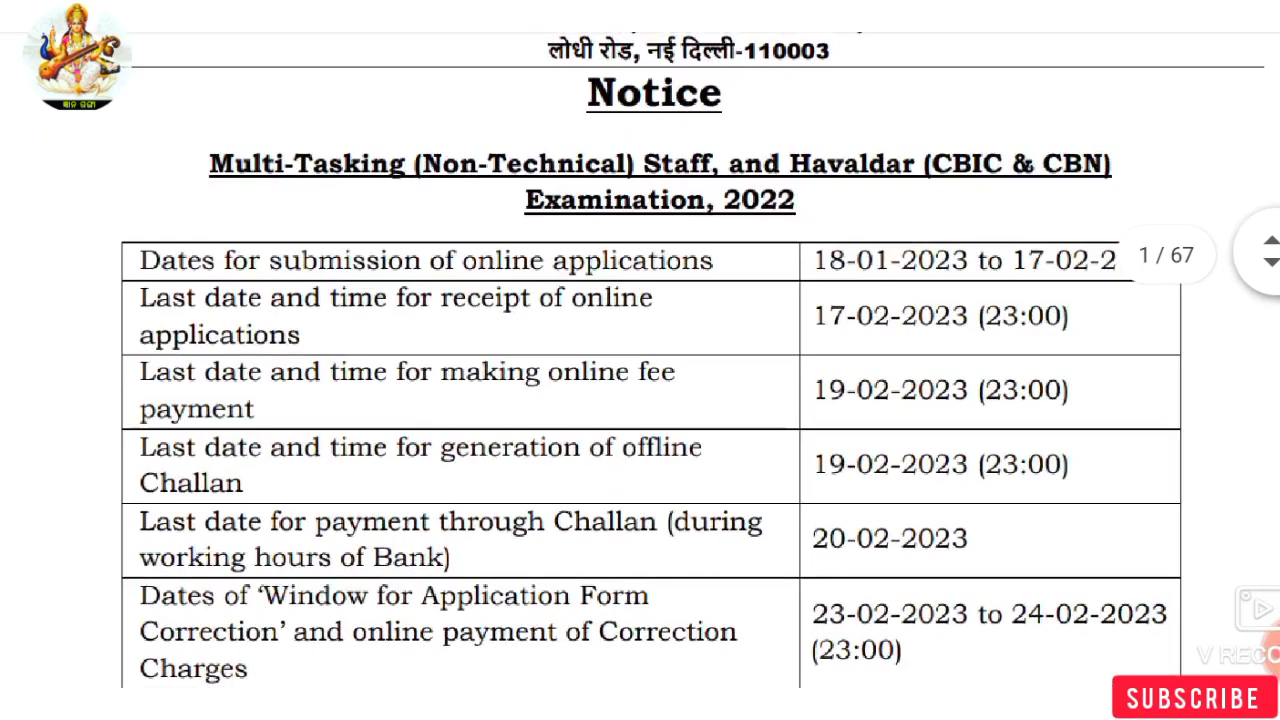 लोधी रोड, नई दिल्ली-110003
ଜ୍ଞାନ ଗଙ୍ଗା
Notice
Multi-Tasking (Non-Technical) Staff, and Havaldar (CBIC & CBN)
Examination, 2022
Dates for submission of online applications
18-01-2023 to 17-02-2
1 / 67
Last date and time for receipt of online
applications
17-02-2023 (23:00)
Last date and time for making online fee
payment
19-02-2023 (23:00)
Last date and time for generation of offline
Challan
19-02-2023 (23:00)
Last date for payment through Challan (during
working hours of Bank)
20-02-2023
Dates of ‘Window for Application Form
Correction’ and online payment of Correction
Charges
23-02-2023 to 24-02-2023
(23:00)
V RECO
SUBSCRIBE